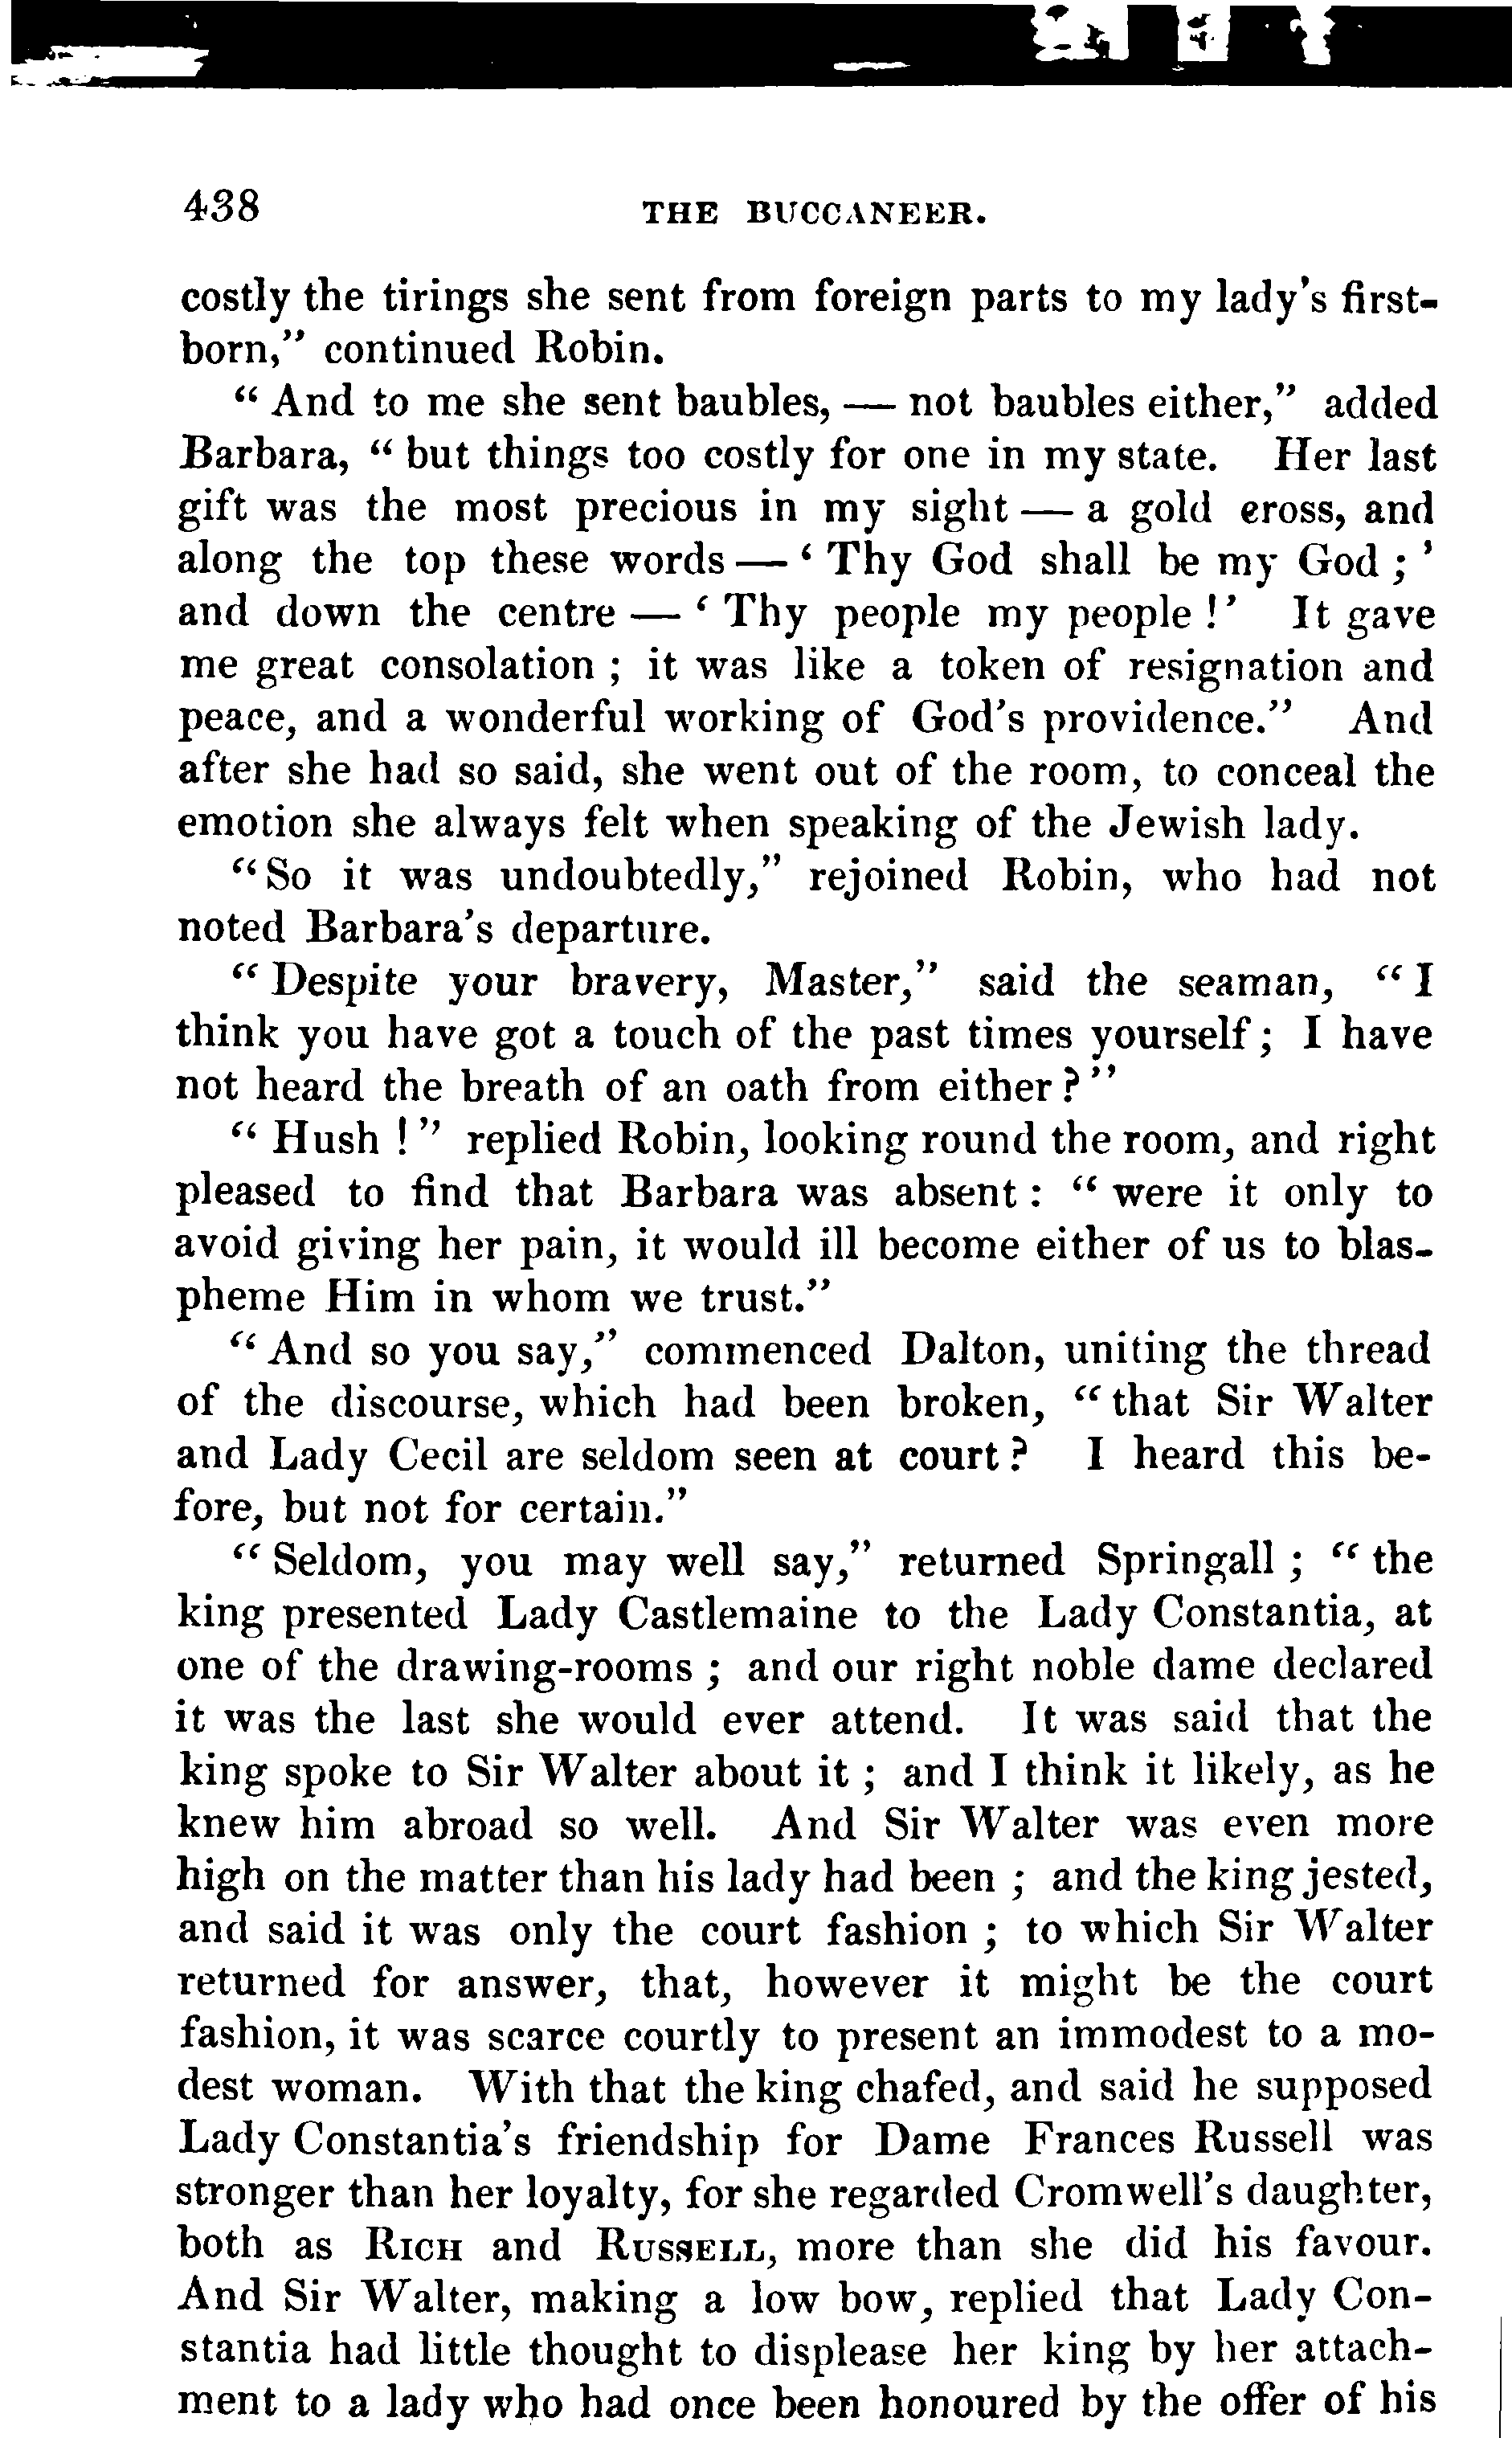 438 THE BUCCANEER.
costly the tirings she sent from foreign parts to my lady's first-
born," continued Robin.
" And to me she sent baubles, — not baubles either," added
Barbara, " but things too costly for one in my state. Her last
gift was the most precious in my sight — a gold cross, and
along the top these words — ' Thy God shall be my God ; '
and down the centre — ' Thy people my people !' It gave
me great consolation ; it was like a token of resignation and
peace, and a wonderful working of God's providence." And
after she had so said, she went out of the room, to conceal the
emotion she always felt when speaking of the Jewish lady.
"So it was undoubtedly," rejoined Robin, who had not
noted Barbara's departure.
" Despite your bravery, Master," said the seaman, " I
think you have got a touch of the past times yourself ; I have
not heard the breath of an oath from either ? "
" Hush ! " replied Robin, looking round the room, and right
pleased to find that Barbara was absent : " were it only to
avoid giving her pain, it would ill become either of us to blas-
pheme Him in whom we trust."
" And so you say," commenced Dalton, uniting the thread
of the discourse, which had been broken, " that Sir Walter
and Lady Cecil are seldom seen at court ? I heard this be-
fore, but not for certain."
" Seldom, you may well say," returned Springall ; " the
king presented Lady Castlemaine to the Lady Constantia, at
one of the drawing-rooms ; and our right noble dame declared
it was the last she would ever attend. It was said that the
king spoke to Sir Walter about it ; and I think it likely, as he
knew him abroad so well. And Sir Walter was even more
high on the matter than his lady had been ; and the king jested,
and said it was only the court fashion ; to which Sir Walter
returned for answer, that, however it might be the court
fashion, it was scarce courtly to present an immodest to a mo-
dest woman. With that the king chafed, and said he supposed
Lady Constantia's friendship for Dame Frances Russell was
stronger than her loyalty, for she regarded Cromwell's daughter,
both as RICH and RUSSELL, more than she did his favour.
And Sir Walter, making a low bow, replied that Lady Con-
stantia had little thought to displease her king by her attach-
ment to a lady who had once been honoured by the offer of his